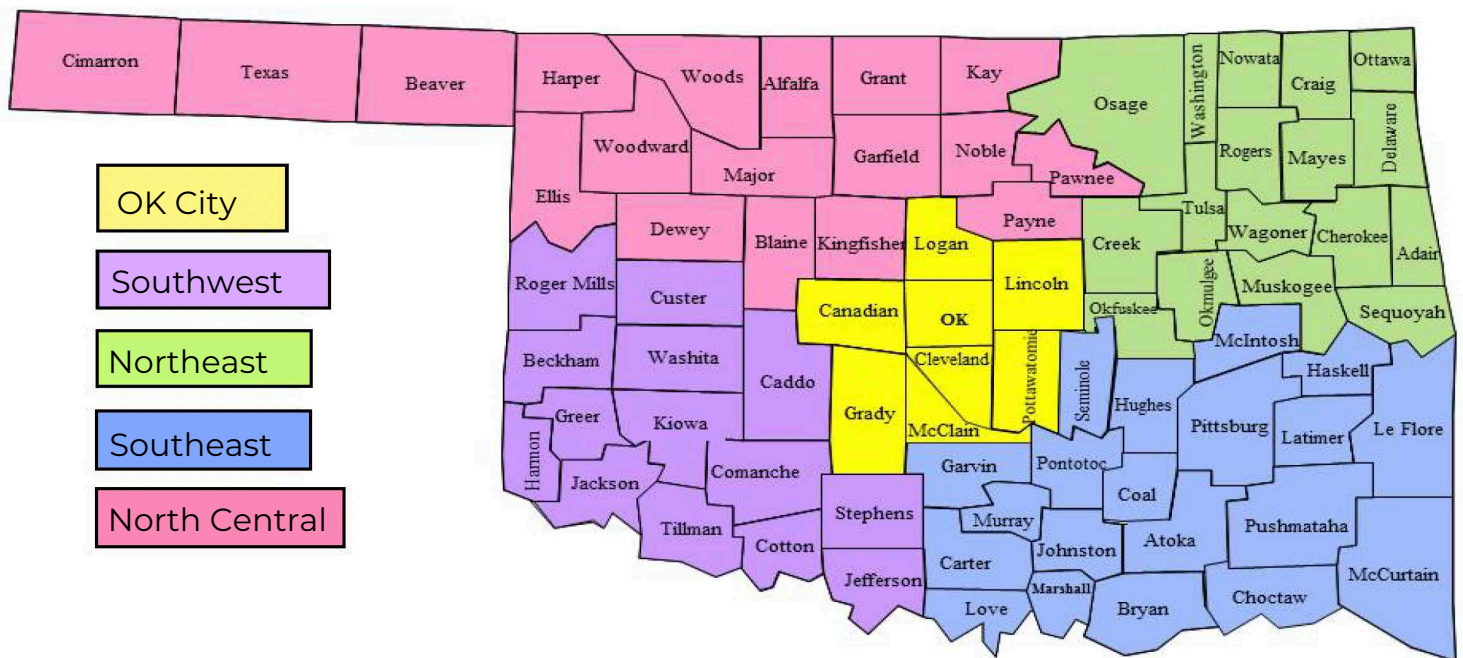 Cimarron
Texas
Beaver
Harper
Woods
Alfalfa
Grant
Kay
Osage
Washington
Nowata
Craig
Ottawa
Ellis
Woodward
Major
Garfield
Noble
Pawnee
Rogers
Mayes
Delaware
Dewey
Blaine
Kingfisher
Logan
Payne
Creek
Tulsa
Wagoner
Cherokee
Adair
Roger Mills
Custer
Canadian
OK
Lincoln
Okfuskee
Okmulgee
Muskogee
Sequoyah
Beckham
Washita
Caddo
Grady
Cleveland
McClain
Pottawatomie
Seminole
Hughes
McIntosh
Haskell
Pittsburg
Latimer
Le Flore
Harmon
Greer
Kiowa
Jackson
Comanche
Tillman
Cotton
Stephens
Jefferson
Garvin
Pontotoc
Coal
Murray
Johnston
Atoka
Pushmataha
Carter
Marshall
Love
Bryan
Choctaw
McCurtain
OK City
Southwest
Northeast
Southeast
North Central